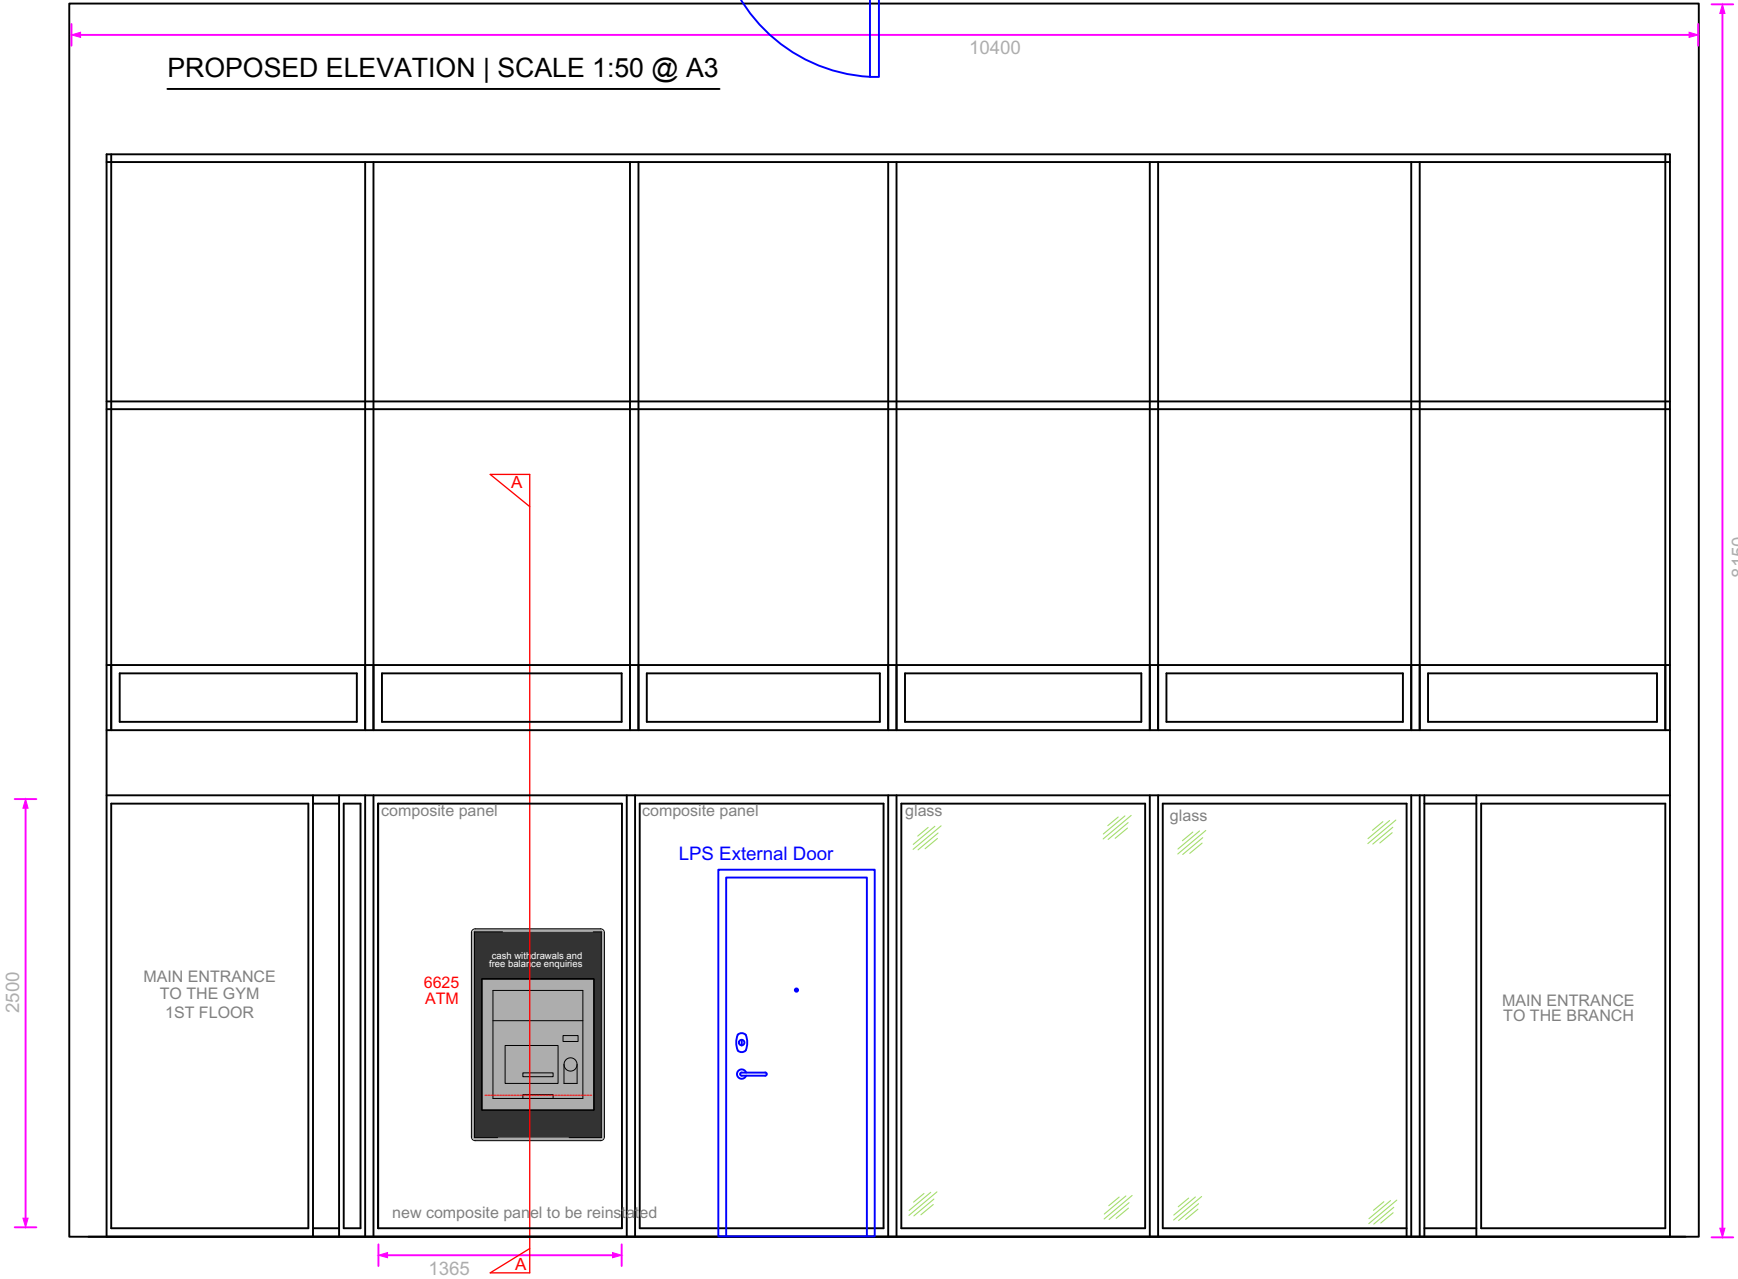 10400
PROPOSED ELEVATION | SCALE 1:50 @ A3
A
composite panel
composite panel
glass
glass
LPS External Door
cash withdrawals and
free balance enquiries
6625
ATM
MAIN ENTRANCE
TO THE GYM
1ST FLOOR
MAIN ENTRANCE
TO THE BRANCH
2500
new composite panel to be reinstated
1365
A